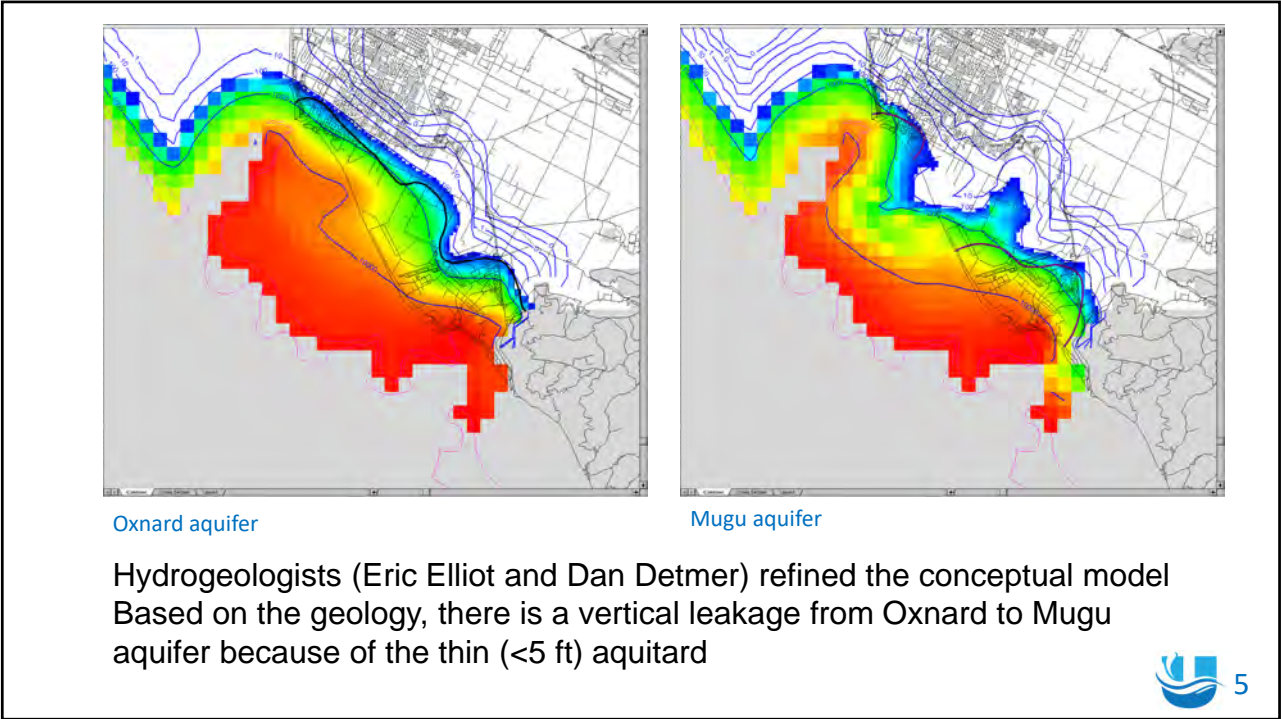 Oxnard aquifer
Mugu aquifer
Hydrogeologists (Eric Elliot and Dan Detmer) refined the conceptual model
Based on the geology, there is a vertical leakage from Oxnard to Mugu
aquifer because of the thin (<5 ft) aquitard
5